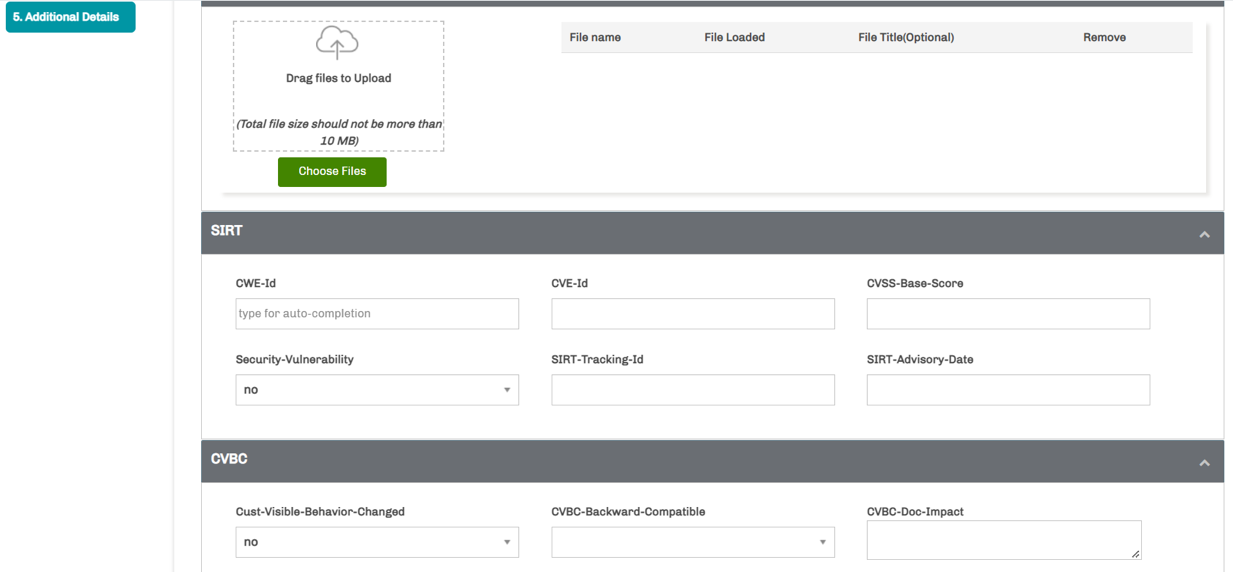 5. Additional Details
File name File Loaded File Title(Optional) Remove
Drag files to Upload
(Total file size should not be more than
10 MB)
Choose Files
SIRT
CWE-Id CVE-Id CVSS-Base-Score
type for auto-completion
Security-Vulnerability SIRT-Tracking-Id SIRT-Advisory-Date
no
CVBC
Cust-Visible-Behavior-Changed CVBC-Backward-Compatible CVBC-Doc-Impact
no